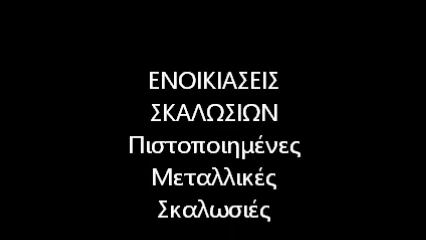 ΕΝΟΙΚΙΑΣΕΙΣ
ΣΚΑΛΩΣΙΩΝ
Πιστοποιημένες
Μεταλλικές
Σκαλωσιές